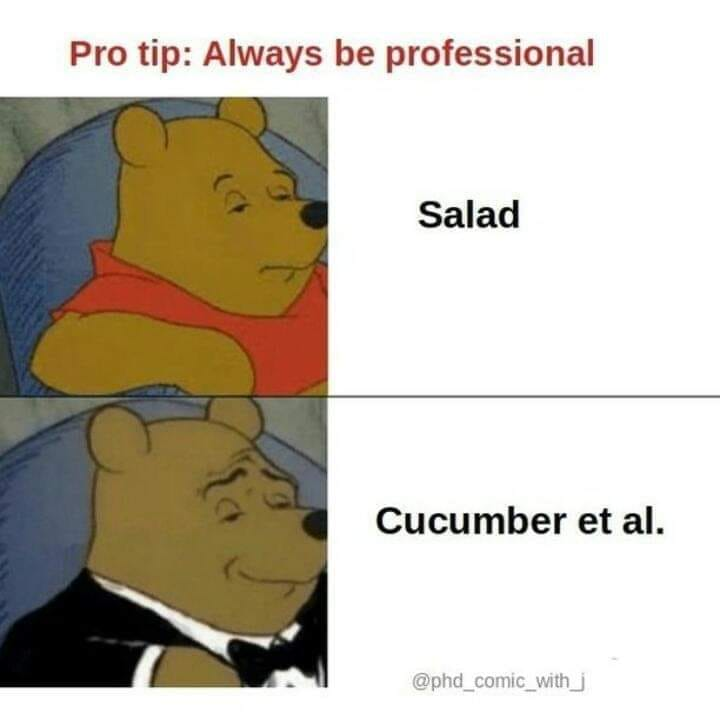 Pro tip: Always be professional
Salad
Cucumber et al.
@phd_comic_with_j